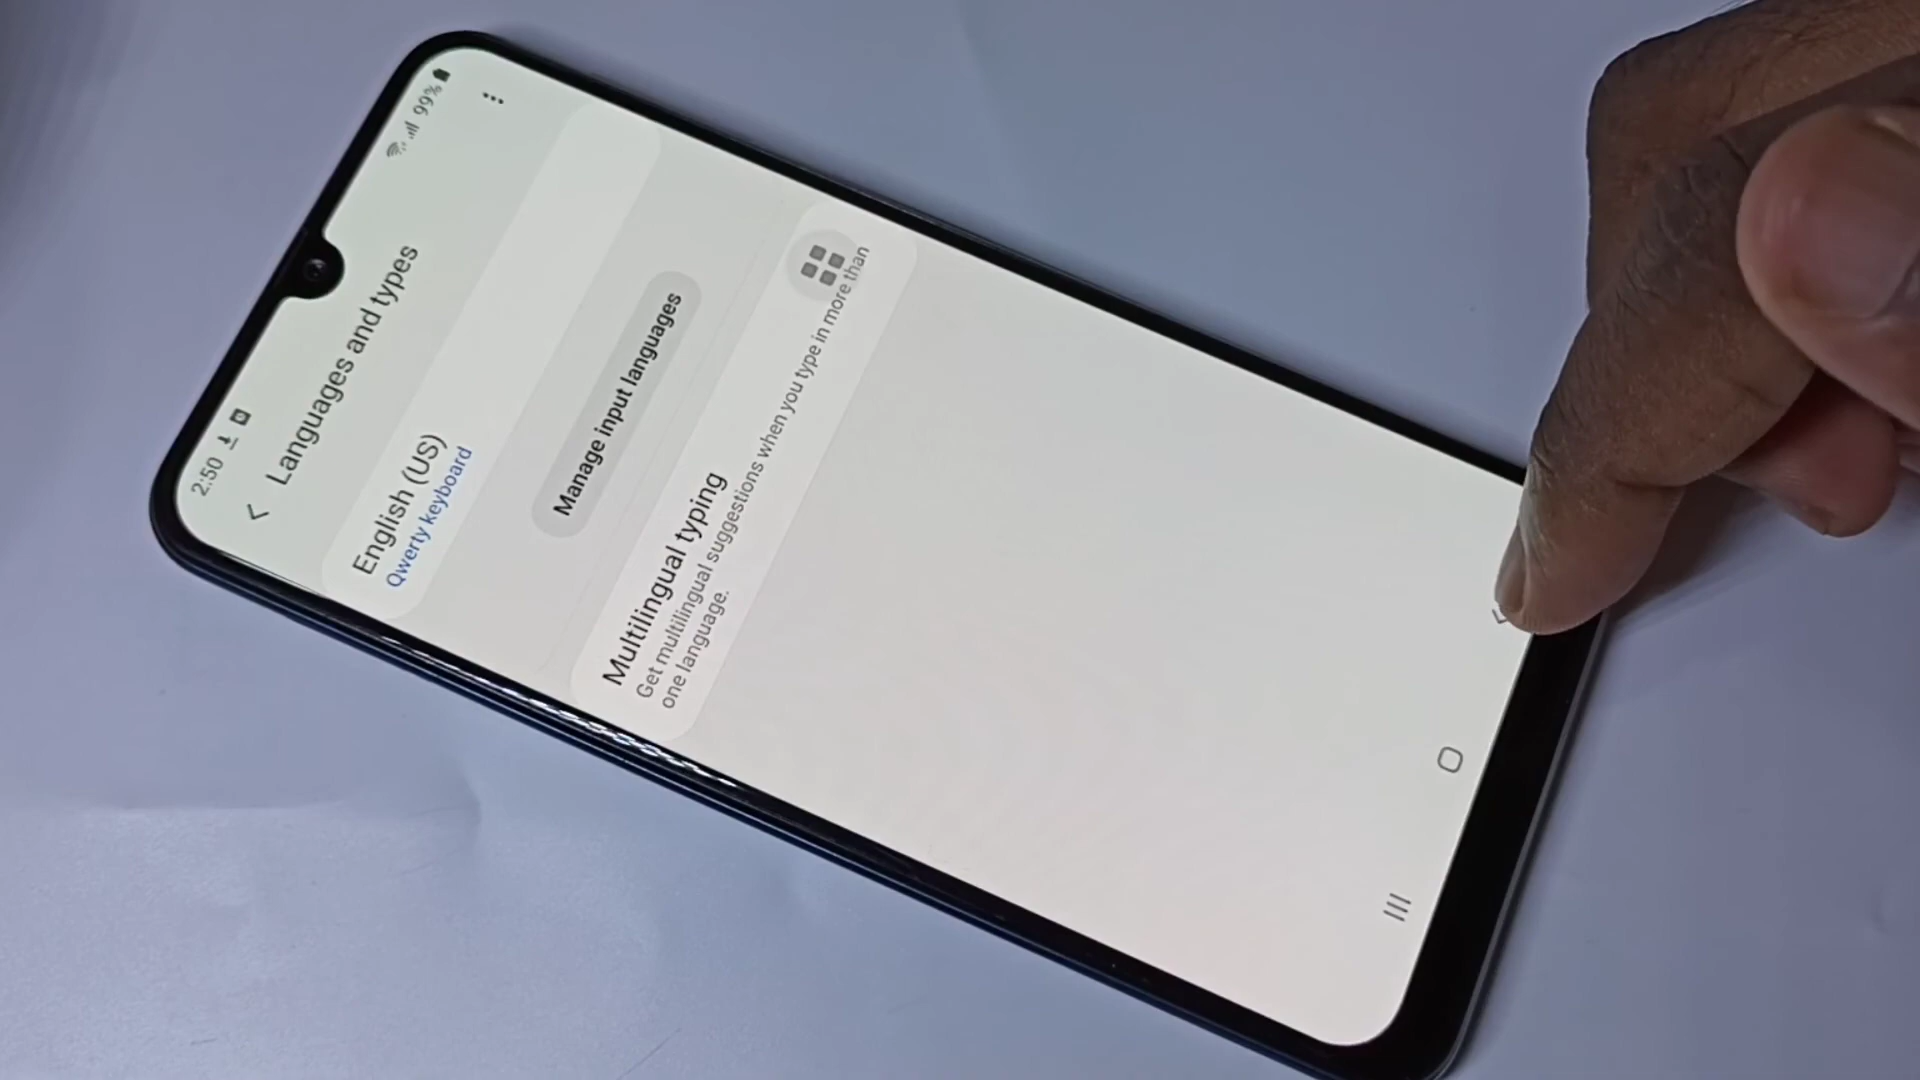 2:50
99%
Languages and types
English (US)
Qwerty keyboard
Manage input languages
Multilingual typing
Get multilingual suggestions when you type in more than
one language.